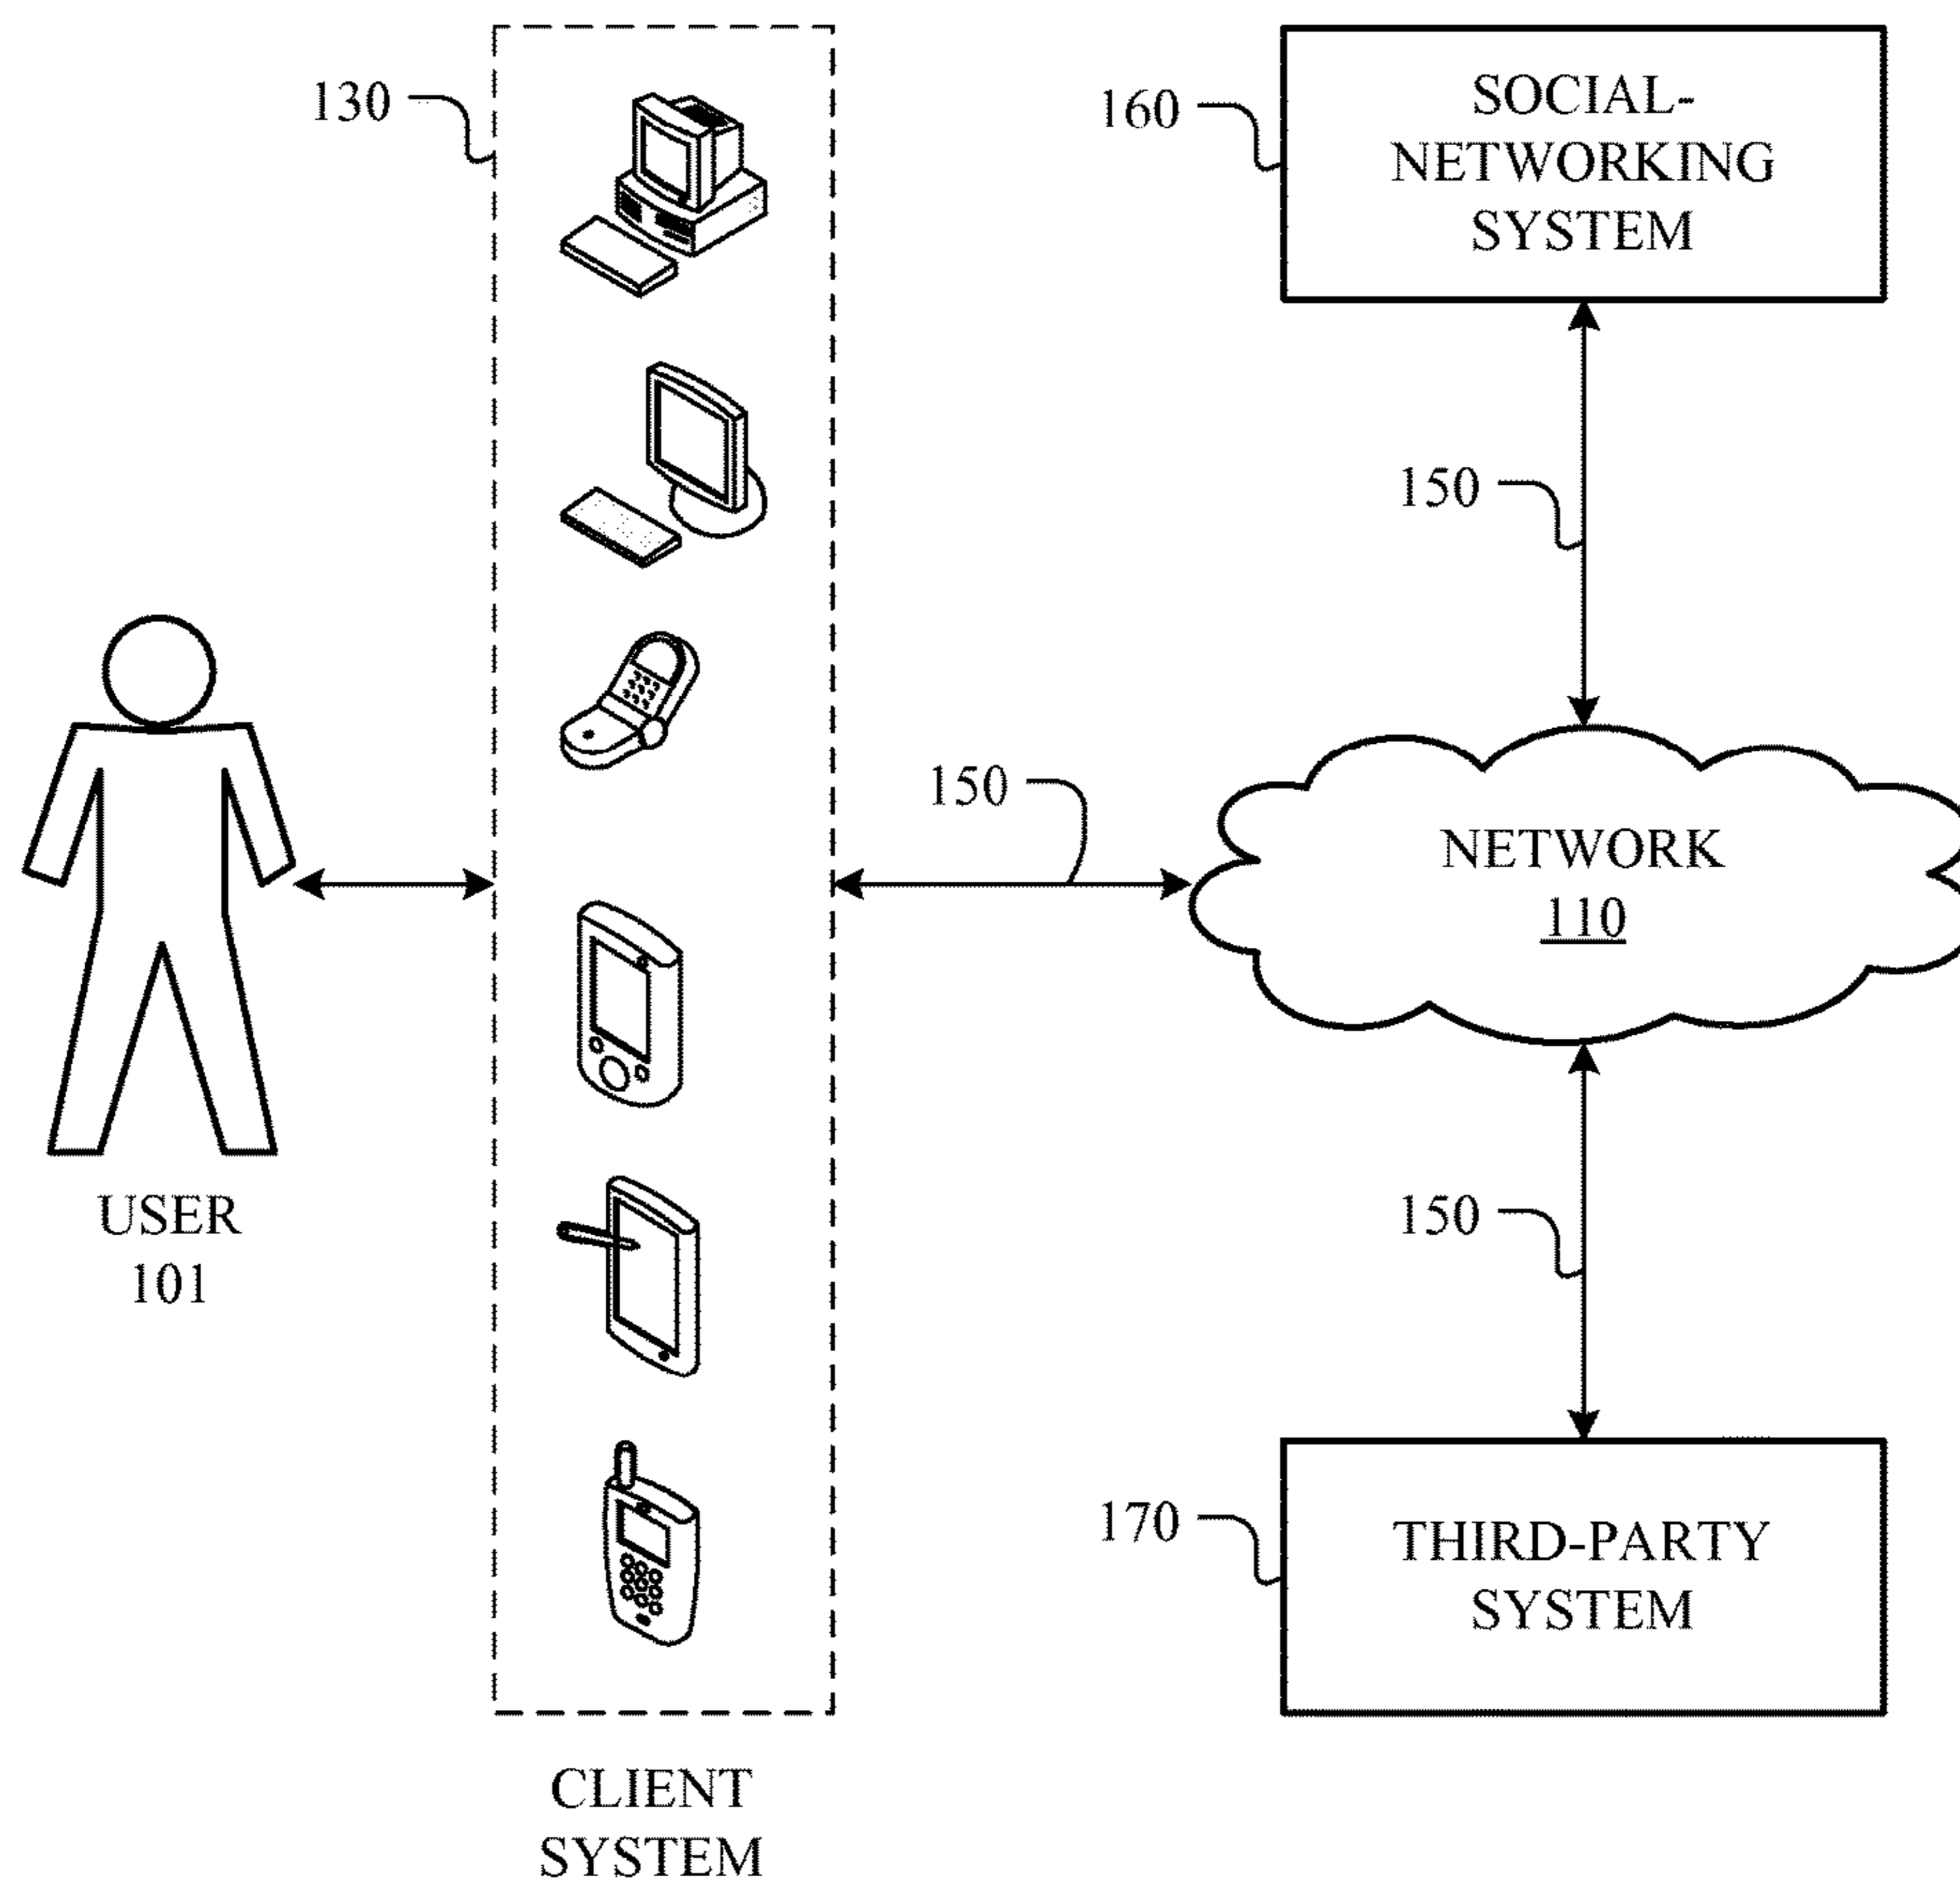 130
160
SOCIAL-
NETWORKING
SYSTEM
150
150
NETWORK
110
USER
101
150
170
THIRD-PARTY
SYSTEM
CLIENT
SYSTEM